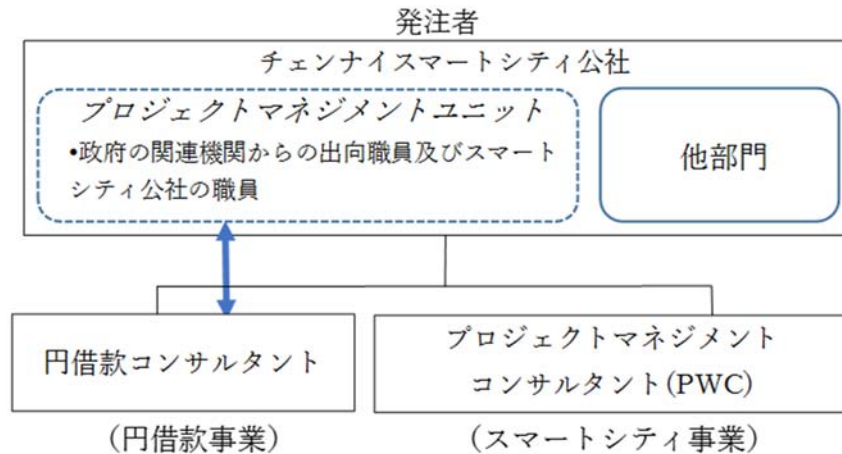 発注者
チェンナイスマートシティ公社
プロジェクトマネジメントユニット
•政府の関連機関からの出向職員及びスマート
シティ公社の職員
他部門
円借款コンサルタント
プロジェクトマネジメント
コンサルタント(PWC)
(円借款事業)
(スマートシティ事業)